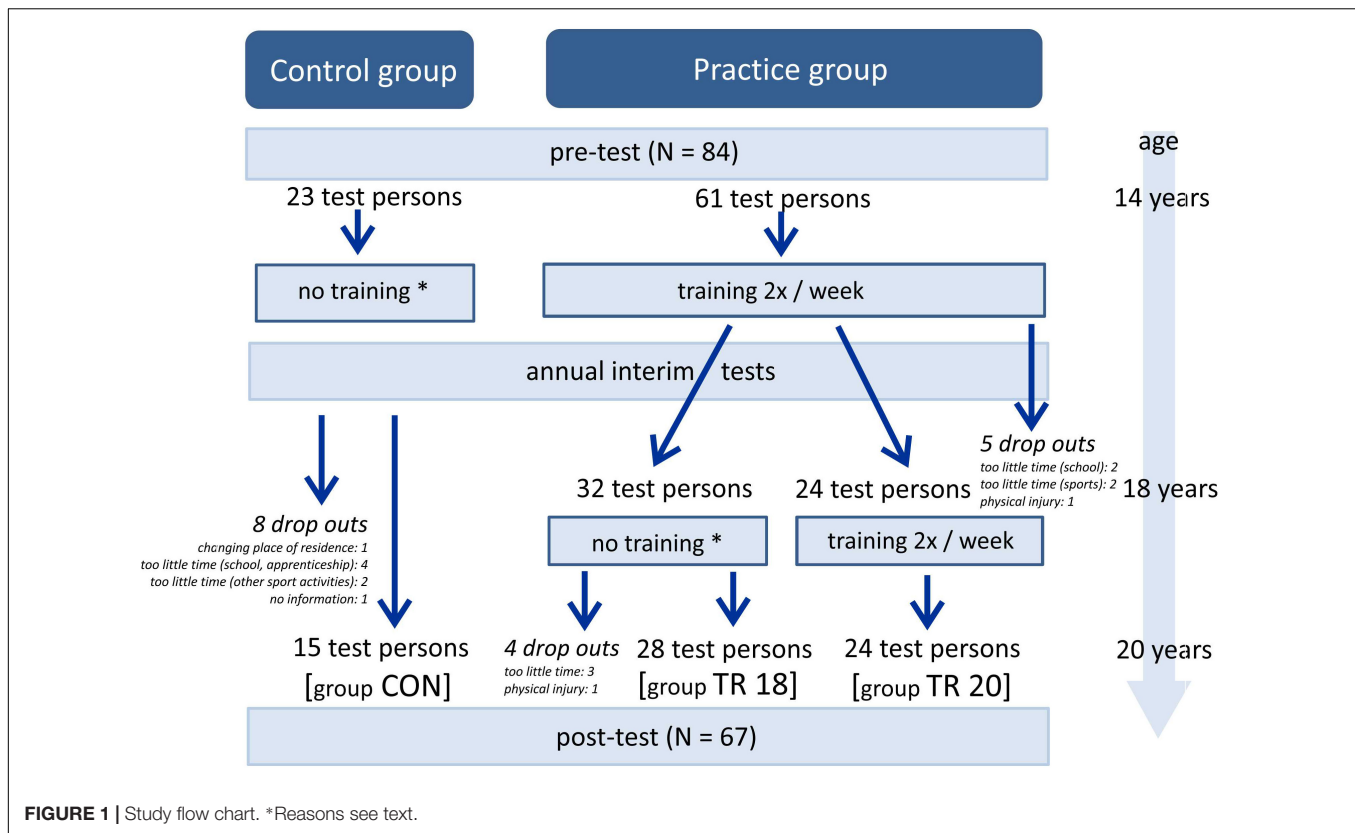 Control group
Practice group
pre-test (N = 84)
age
23 test persons
61 test persons
14 years
no training *
training 2x / week
annual interim tests
5 drop outs
too little time (school): 2
too little time (sports): 2
physical injury: 1
32 test persons
24 test persons
18 years
8 drop outs
changing place of residence: 1
too little time (school, apprenticeship): 4
too little time (other sport activities): 2
no information: 1
no training *
training 2x / week
15 test persons
[group CON]
4 drop outs
too little time: 3
physical injury: 1
28 test persons
[group TR 18]
24 test persons
[group TR 20]
20 years
post-test (N = 67)
FIGURE 1 | Study flow chart. *Reasons see text.